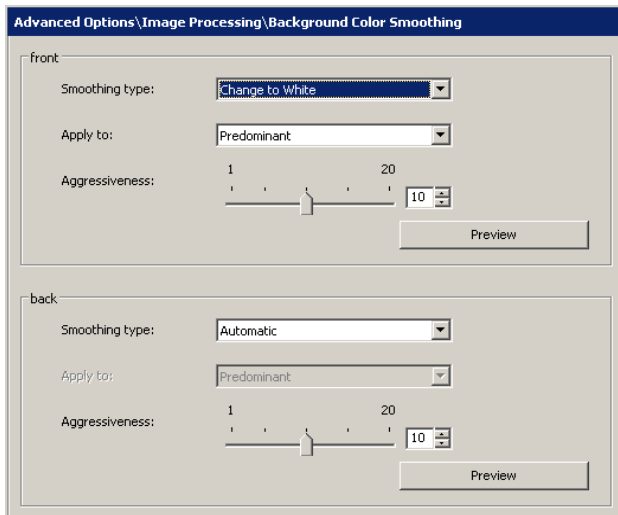 Advanced Options\Image Processing\Background Color Smoothing
front
Smoothing type: Change to White
Apply to: Predominant
1 20
Aggressiveness: 10
Preview
back
Smoothing type: Automatic
Apply to: Predominant
1 20
Aggressiveness: 10
Preview